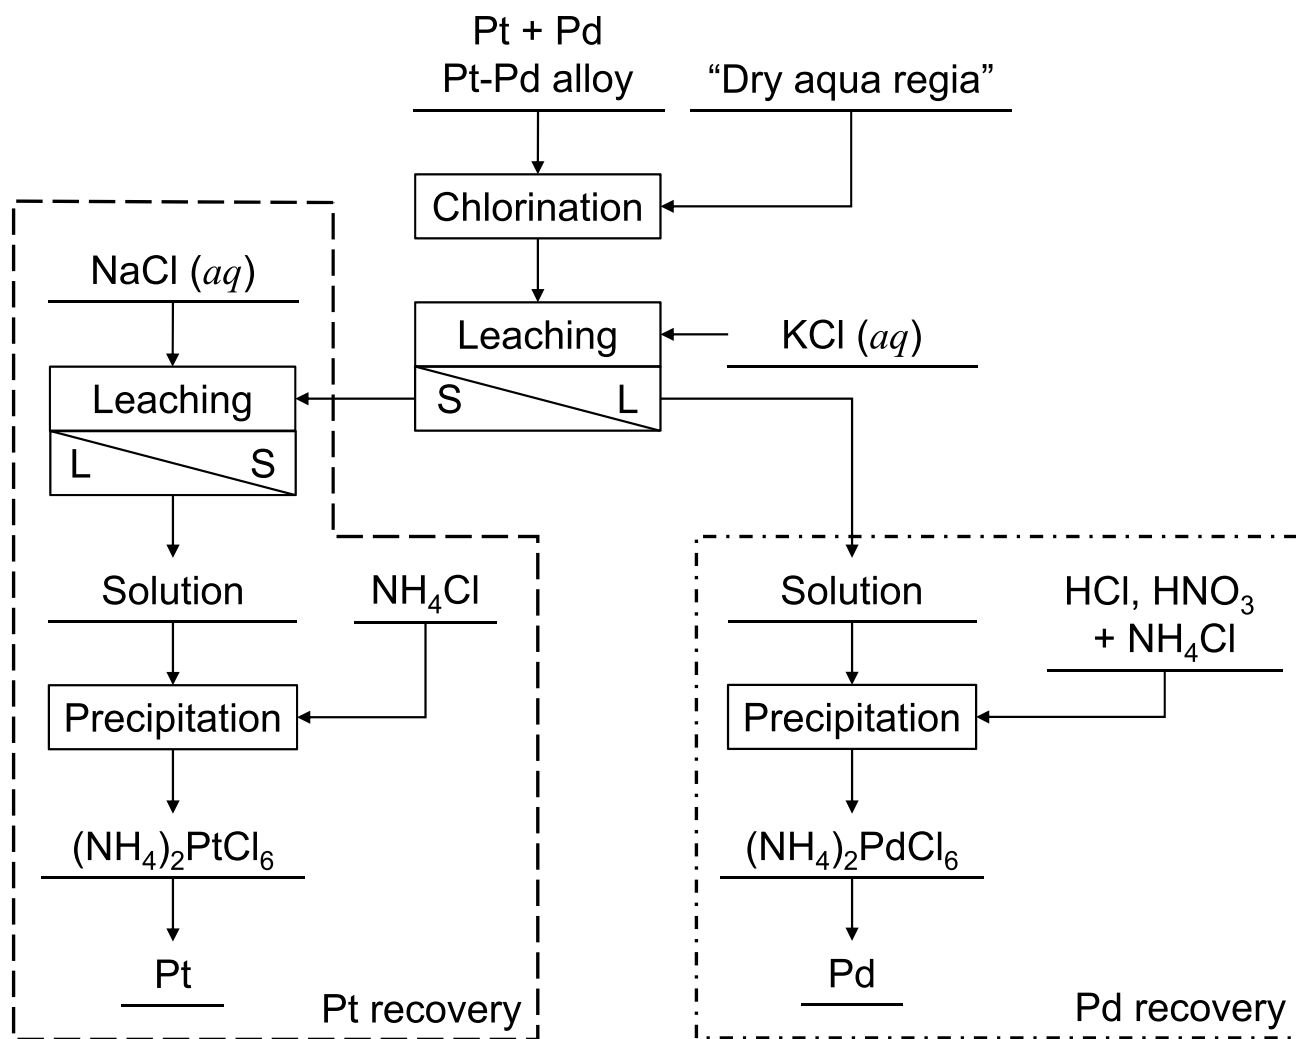 Pt + Pd
Pt-Pd alloy
“Dry aqua regia”
Chlorination
NaCl (aq)
Leaching
KCl (aq)
Leaching
S
L
L
S
Solution
NH₄Cl
Solution
HCl, HNO₃
+ NH₄Cl
Precipitation
Precipitation
(NH₄)₂PtCl₆
(NH₄)₂PdCl₆
Pt
Pd
Pt recovery
Pd recovery